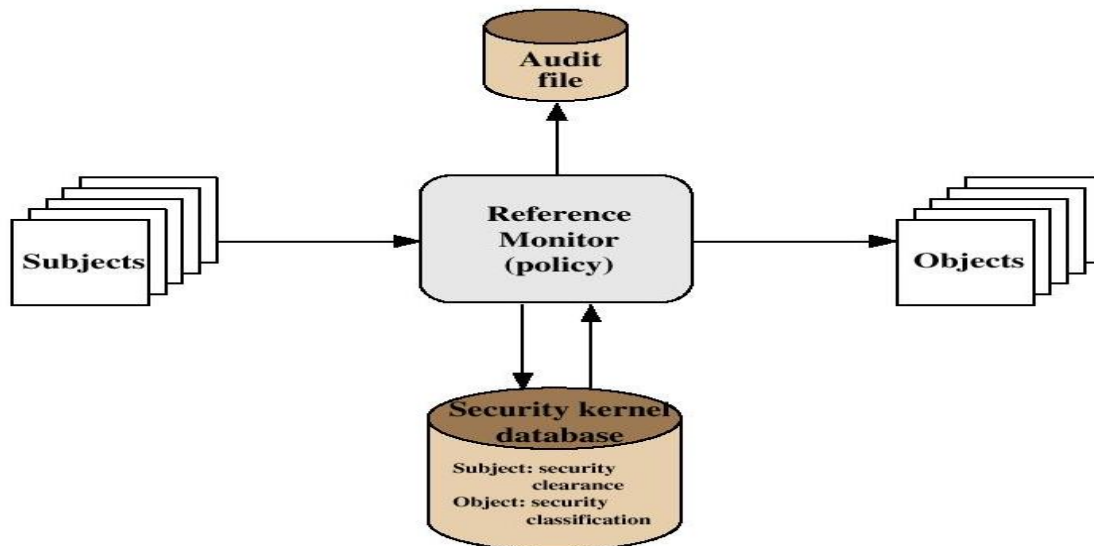 Audit
file
Subjects
Reference
Monitor
(policy)
Objects
Security kernel
database
Subject: security
clearance
Object: security
classification